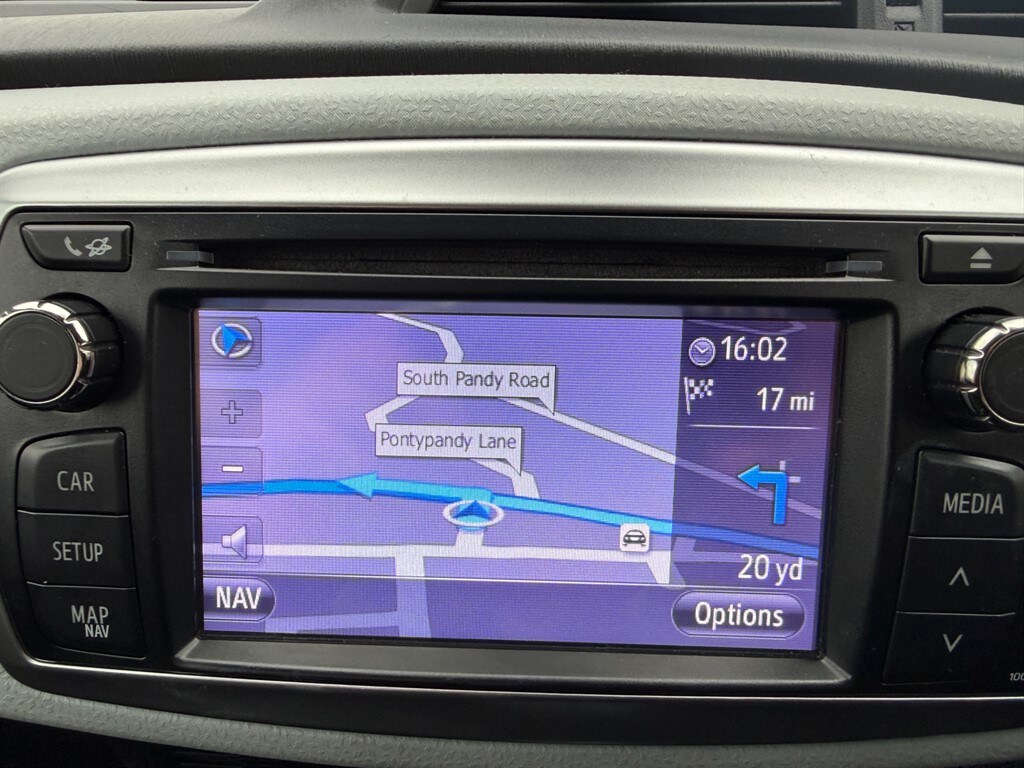 16:02
South Pandy Road
17 mi
Pontypandy Lane
CAR
MEDIA
SETUP
20 yd
NAV
Options
MAP
NAV